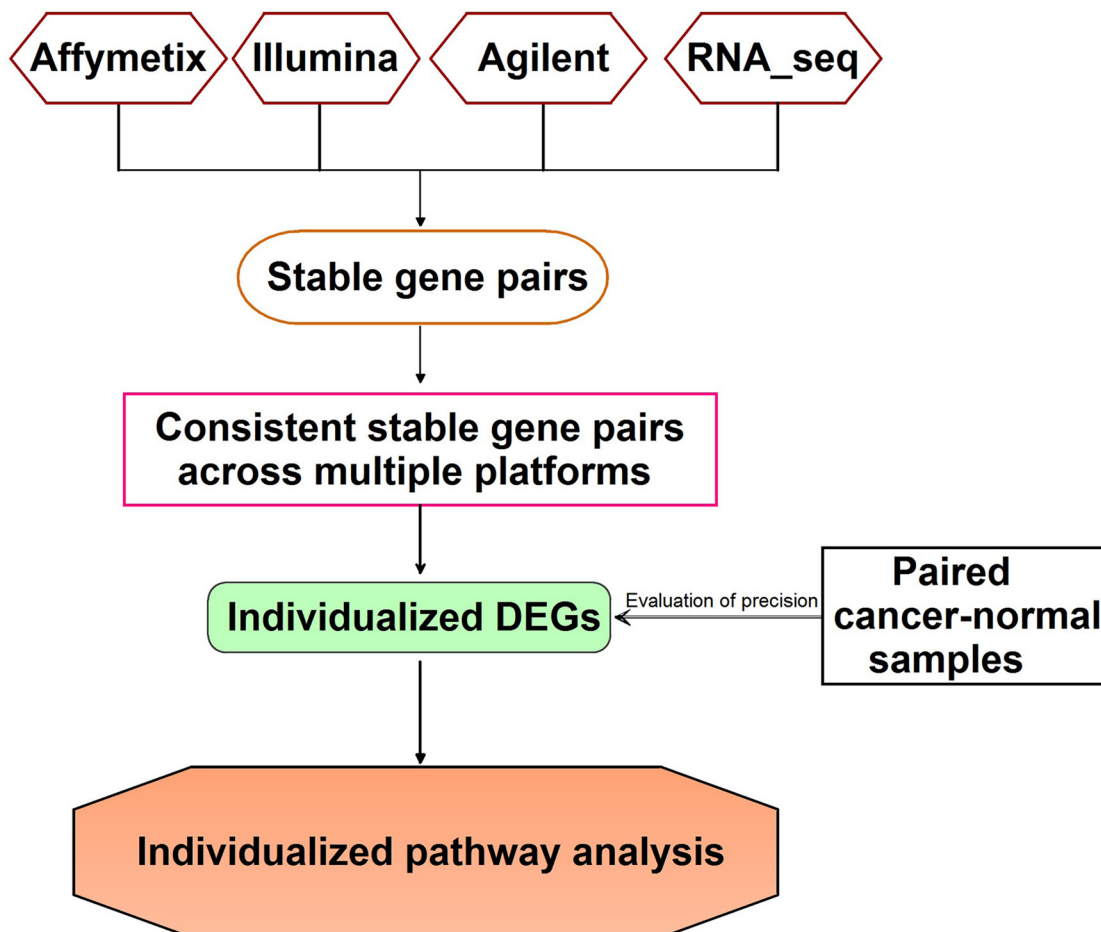 Affymetix
Illumina
Agilent
RNA_seq
Stable gene pairs
Consistent stable gene pairs
across multiple platforms
Individualized DEGs
Evaluation of precision
Paired
cancer-normal
samples
Individualized pathway analysis